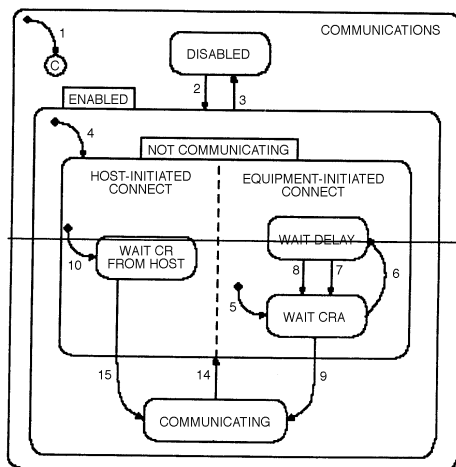 1
COMMUNICATIONS
C
DISABLED
2
3
ENABLED
4
NOT COMMUNICATING
HOST-INITIATED
CONNECT
EQUIPMENT-INITIATED
CONNECT
WAIT DELAY
WAIT CR
FROM HOST
10
8
7
6
5
WAIT CRA
15
14
9
COMMUNICATING